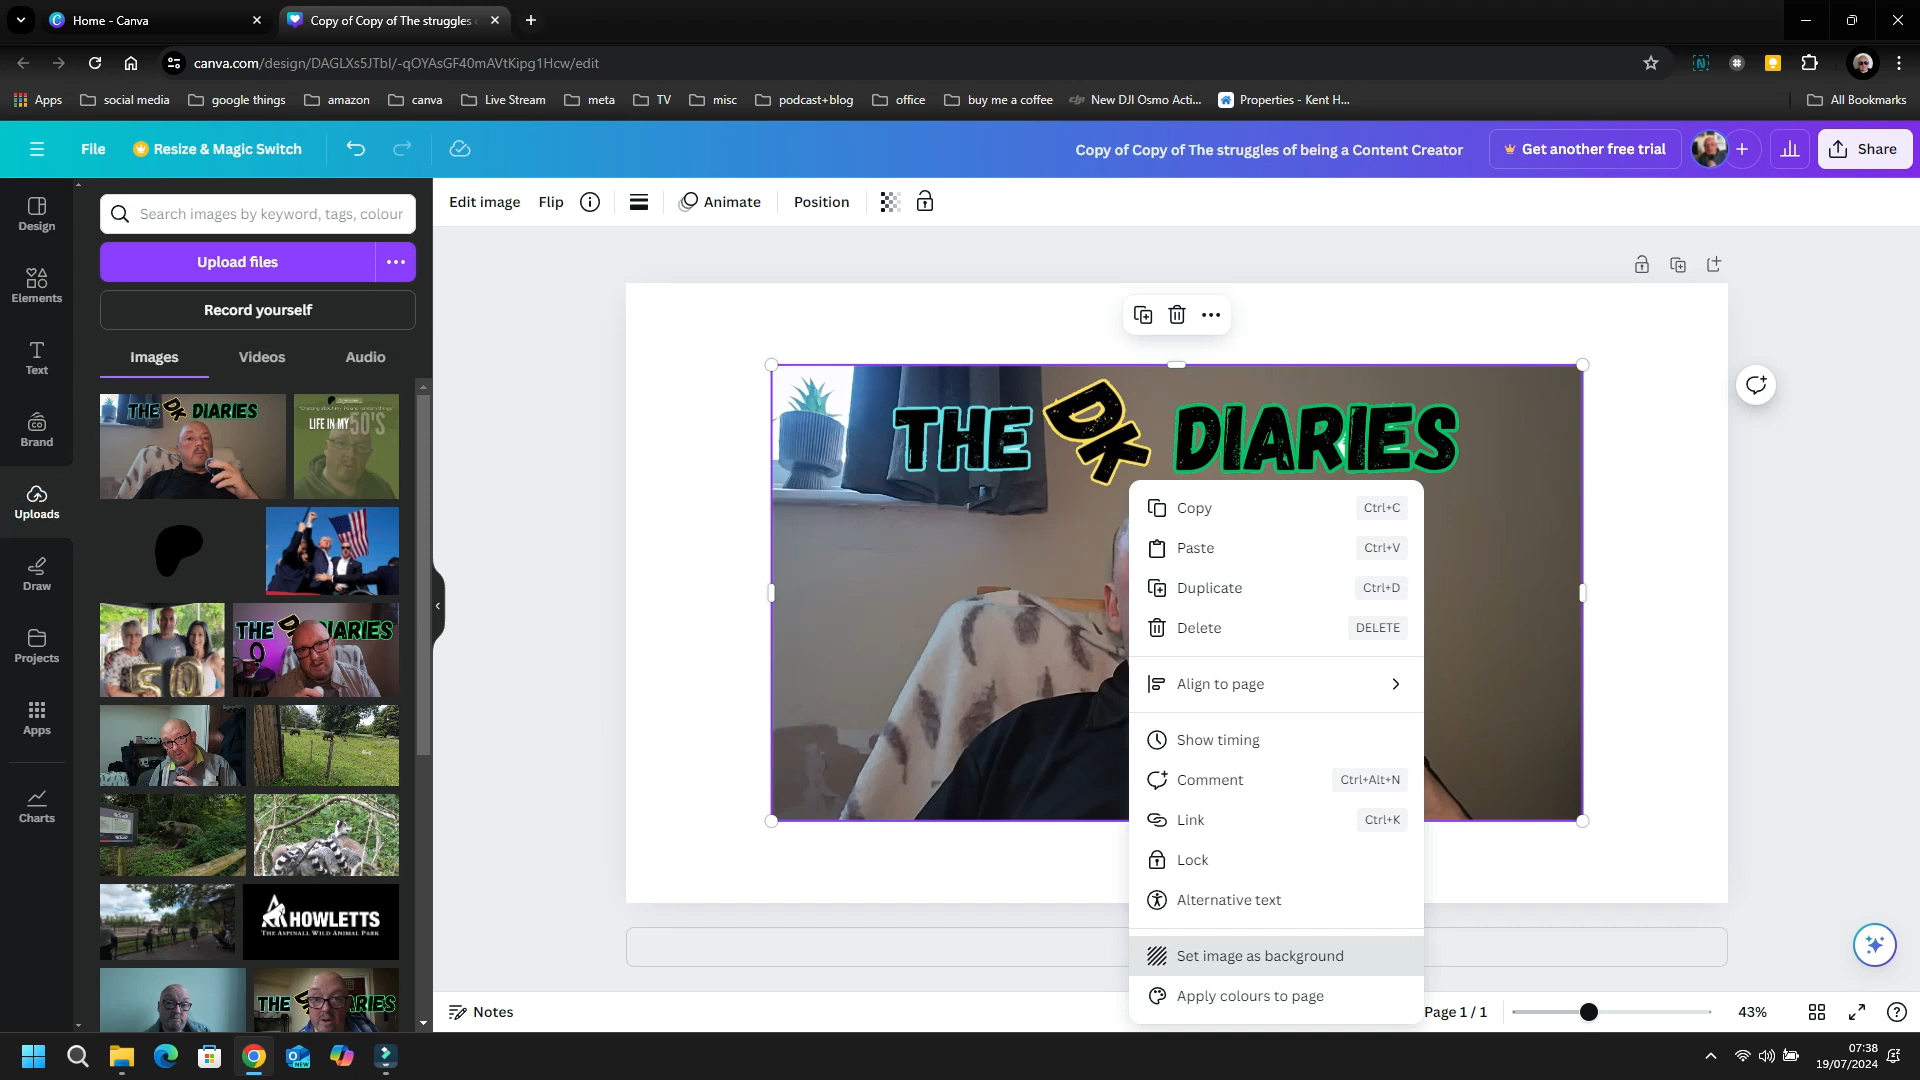 Home - Canva
Copy of Copy of The struggles
canva.com/design/DAGLXs5JTbI/-qOYAsGF40mAVtKipg1Hcw/edit
Apps
social media
google things
amazon
canva
Live Stream
meta
TV
misc
podcast+blog
office
buy me a coffee
New DJI Osmo Acti...
Properties - Kent H...
All Bookmarks
File
Resize & Magic Switch
Copy of Copy of The struggles of being a Content Creator
Get another free trial
Share
Design
Elements
Text
Brand
Uploads
Draw
Projects
Apps
Charts
Search images by keyword, tags, colour
Upload files
Record yourself
Images
Videos
Audio
THE DK DIARIES
LIFE IN MY 50'S
50
THE DIARIES
HOWLETTS
THE ASPINALL WILD ANIMAL PARK
THE DIARIES
Edit image
Flip
Animate
Position
THE DK DIARIES
Copy
Ctrl+C
Paste
Ctrl+V
Duplicate
Ctrl+D
Delete
DELETE
Align to page
Show timing
Comment
Ctrl+Alt+N
Link
Ctrl+K
Lock
Alternative text
Set image as background
Apply colours to page
Notes
Page 1 / 1
43%
NEW
07:38
19/07/2024